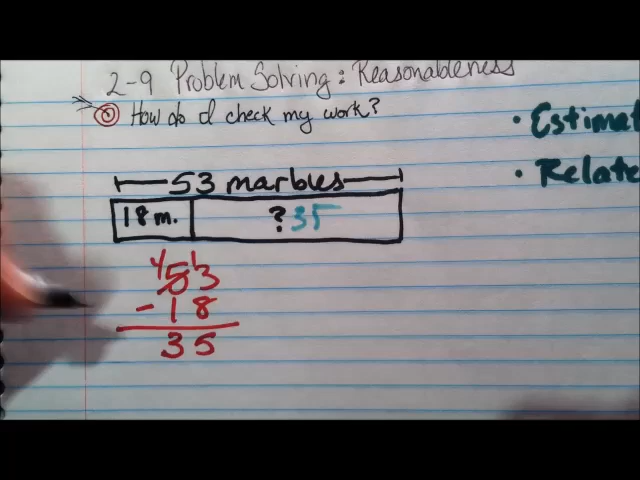 2-9 Problem Solving: Reasonableness
How do I check my work?
• Estimat
• Relate
53 marbles
18 m. ? 35
4 1
53
- 18
35